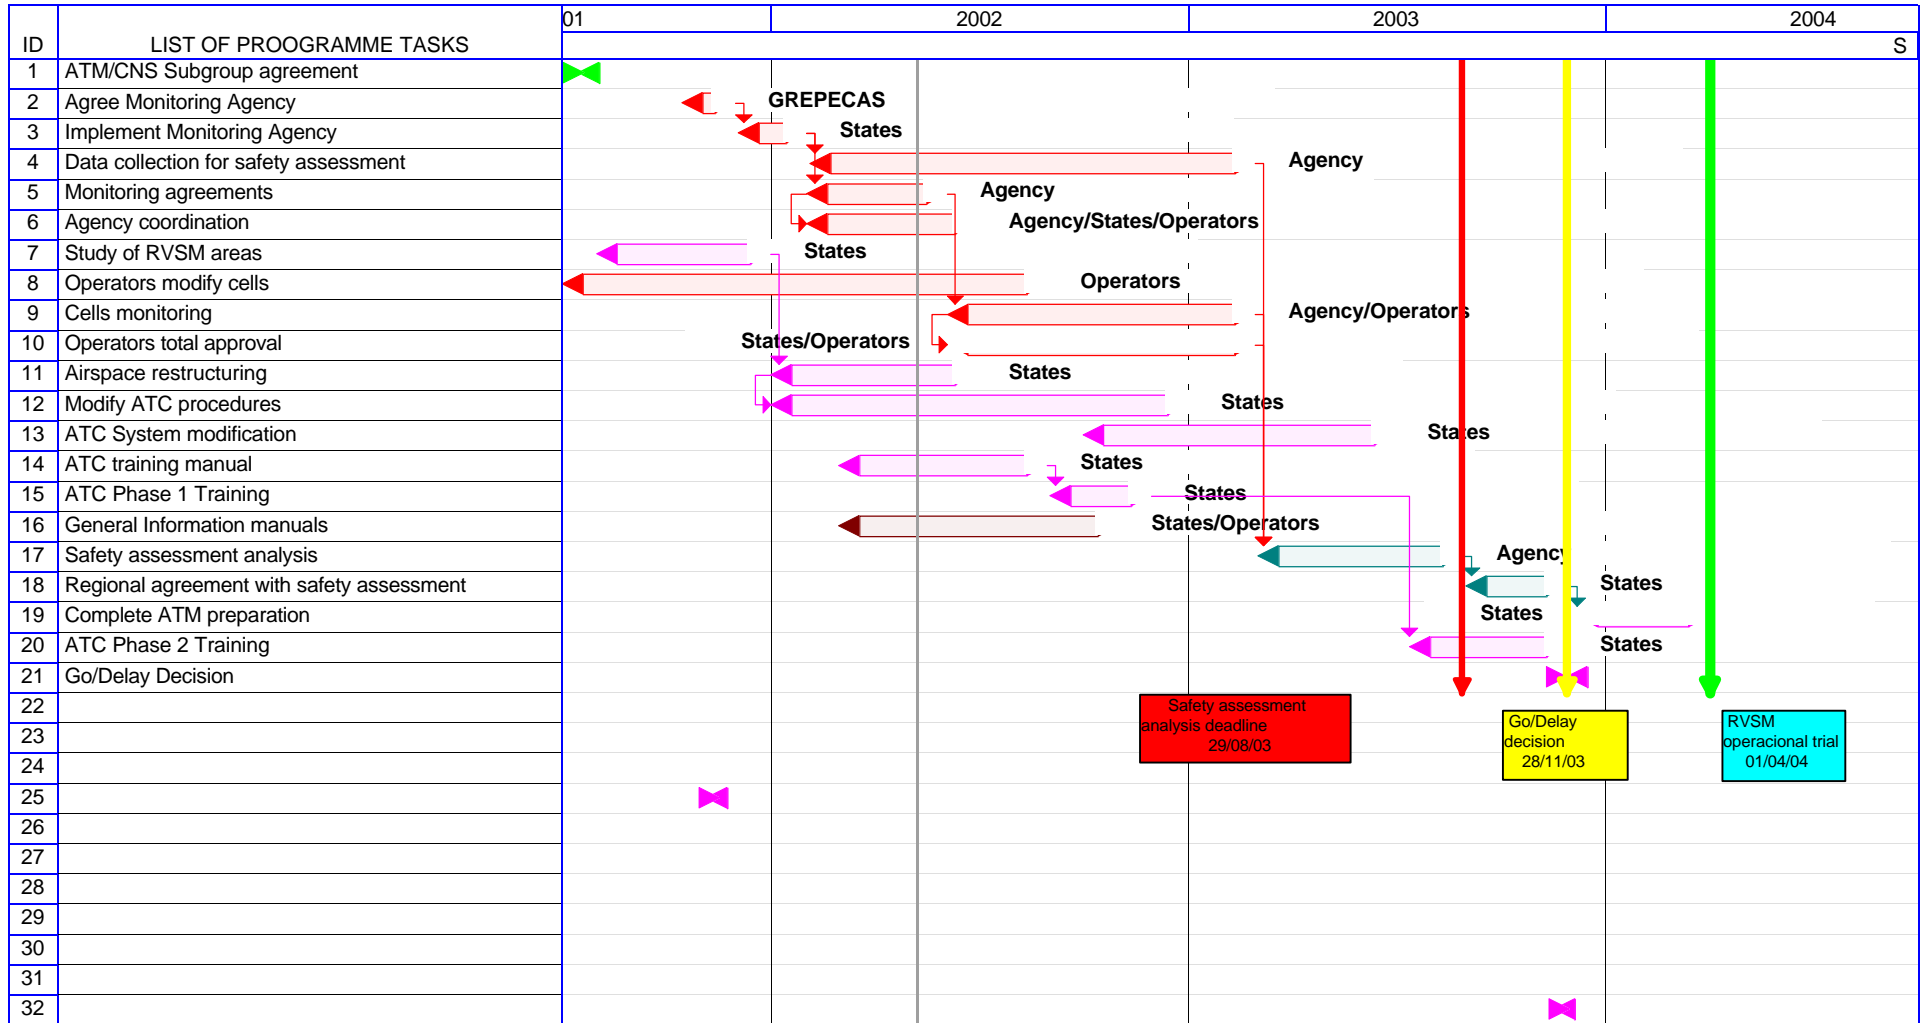 01 2002 2003 2004
ID LIST OF PROOGRAMME TASKS S
1 ATM/CNS Subgroup agreement
2 Agree Monitoring Agency GREPECAS
3 Implement Monitoring Agency States
4 Data collection for safety assessment Agency
5 Monitoring agreements Agency
6 Agency coordination Agency/States/Operators
7 Study of RVSM areas States
8 Operators modify cells Operators
9 Cells monitoring Agency/Operators
10 Operators total approval States/Operators
11 Airspace restructuring States
12 Modify ATC procedures States
13 ATC System modification States
14 ATC training manual States
15 ATC Phase 1 Training States
16 General Information manuals States/Operators
17 Safety assessment analysis Agency
18 Regional agreement with safety assessment States
19 Complete ATM preparation States
20 ATC Phase 2 Training States
21 Go/Delay Decision
22
23
24
25
26
27
28
29
30
31
32
Safety assessment
analysis deadline
29/08/03
Go/Delay
decision
28/11/03
RVSM
operacional trial
01/04/04